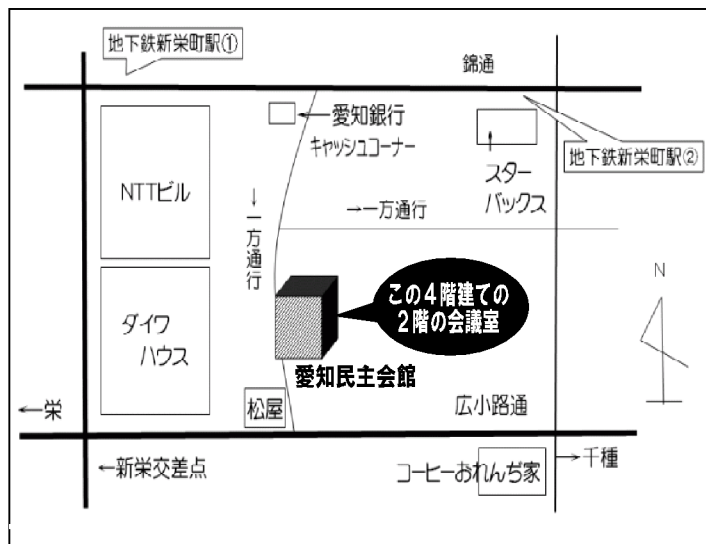 地下鉄新栄町駅①
錦通
愛知銀行
キャッシュコーナー
地下鉄新栄町駅②
スター
バックス
NTTビル
↓一方通行
→一方通行
N
この4階建ての
2階の会議室
ダイワ
ハウス
愛知民主会館
←栄
松屋
広小路通
←新栄交差点
コーヒーおれんぢ家
→千種